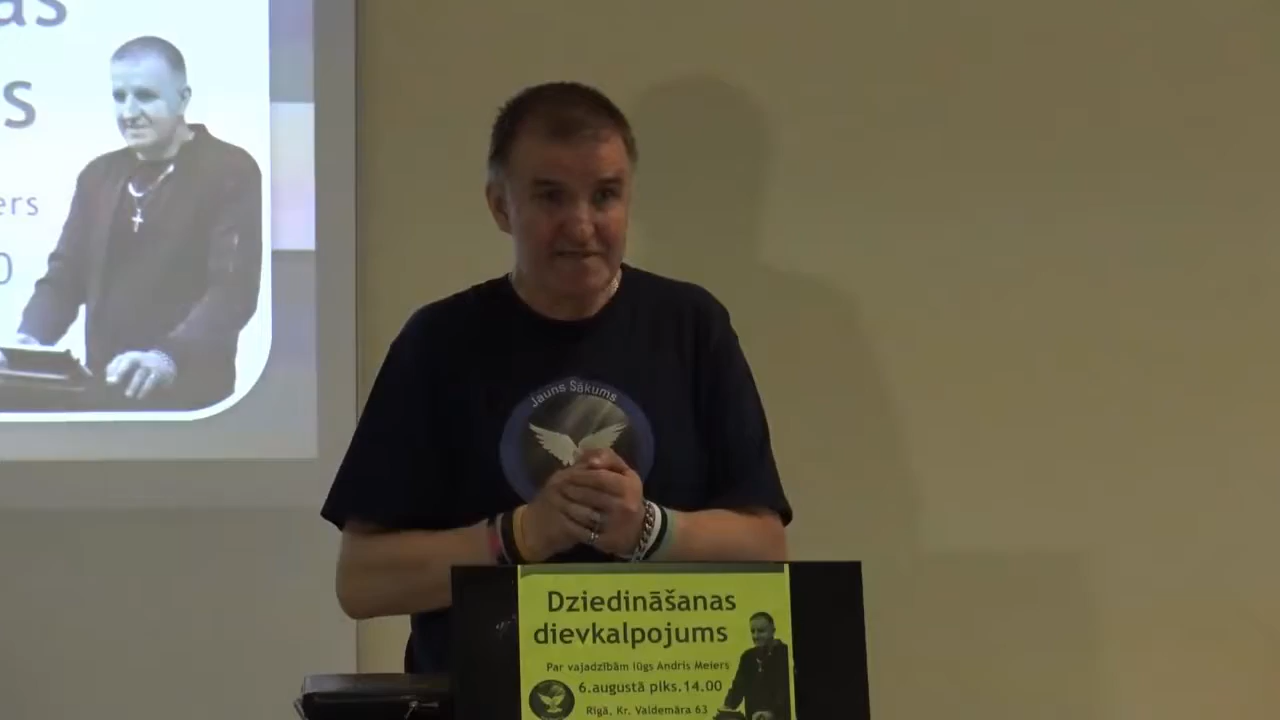 Jauns Sākums
Dziedināšanas
dievkalpojums
Par vajadzībām lūgs Andris Meiers
6.augustā plks.14.00
Rīgā, Kr. Valdemāra 63